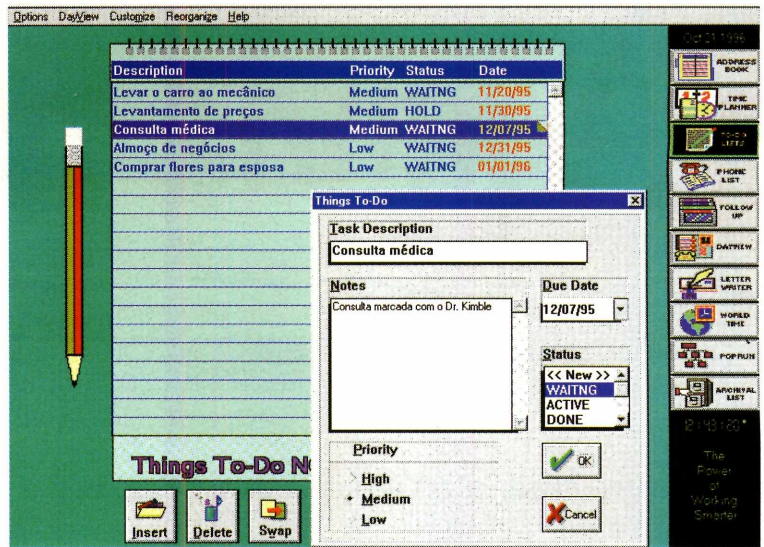 Options DayView Customize Reorganize Help
Oct 21 1996
Description Priority Status Date
Levar o carro ao mecânico Medium WAITNG 11/20/95
Levantamento de preços Medium HOLD 11/30/95
Consulta médica Medium WAITNG 12/07/95
Almoço de negócios Low WAITNG 12/31/95
Comprar flores para esposa Low WAITNG 01/01/96
Things To-Do
Task Description
Consulta médica
Notes
Consulta marcada com o Dr. Kimble
Due Date
12/07/95
Status
<< New >>
WAITNG
ACTIVE
DONE
Priority
High
Medium
Low
OK
Cancel
Things To-Do
Insert Delete Swap
ADDRESS
BOOK
TIME
PLANNER
TO-DO
LISTS
PHONE
LIST
FOLLOW
UP
DAYVIEW
LETTER
WRITER
WORLD
TIME
POPRUN
ARCHIVAL
LIST
12:43:20
The
Power
of
Working
Smarter